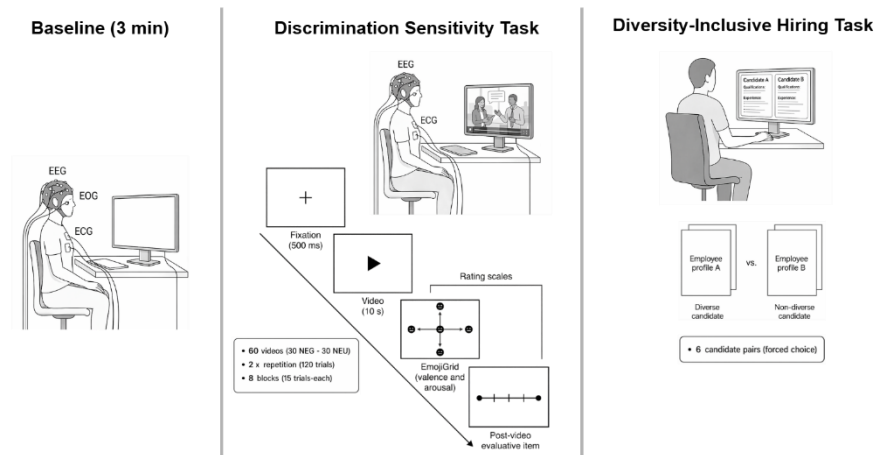 Baseline (3 min)
EEG
EOG
ECG
Discrimination Sensitivity Task
EEG
ECG
Fixation
(500 ms)
Video
(10 s)
Rating scales
EmojiGrid
(valence and
arousal)
Post-video
evaluative item
• 60 videos (30 NEG - 30 NEU)
• 2 x repetition (120 trials)
• 8 blocks (15 trials-each)
Diversity-Inclusive Hiring Task
Candidate A
Qualifications
Experience
Candidate B
Qualifications
Experience
Employee
profile A
vs.
Employee
profile B
Diverse
candidate
Non-diverse
candidate
• 6 candidate pairs (forced choice)